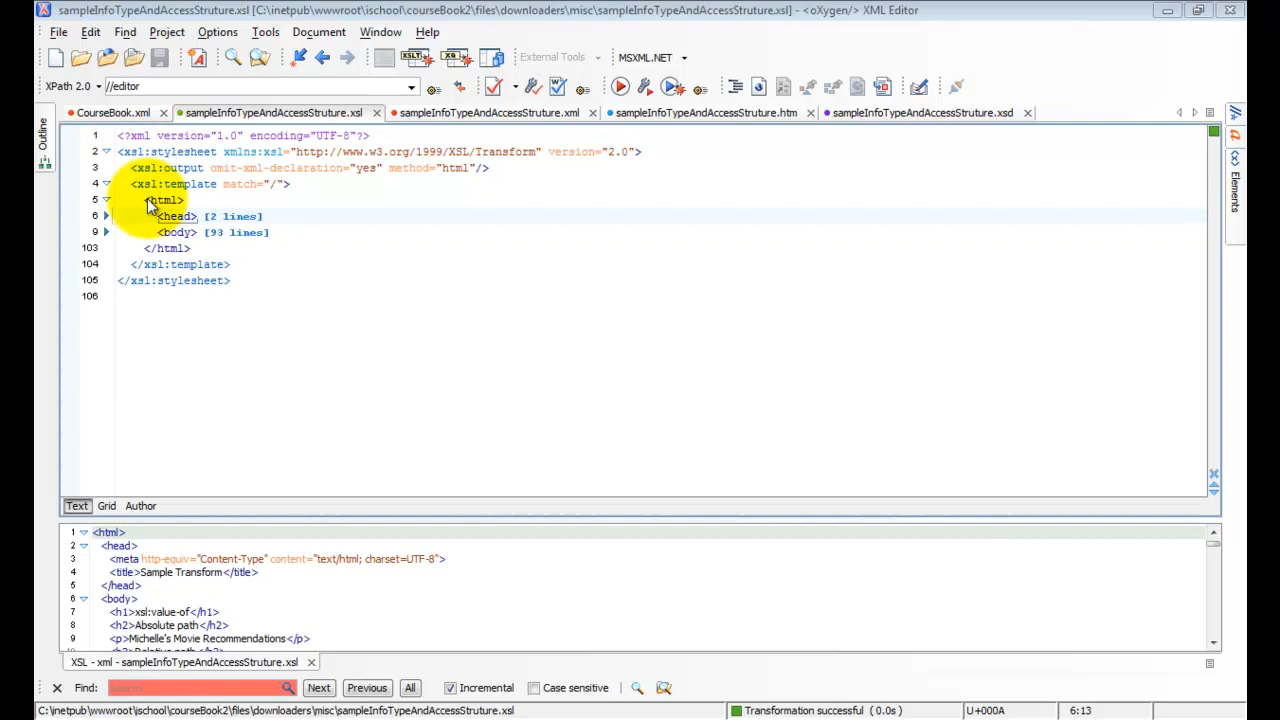 sampleInfoTypeAndAccessStruture.xsl [C:\inetpub\wwwroot\ischool\courseBook2\files\downloaders\misc\sampleInfoTypeAndAccessStruture.xsl] - <oXygen/> XML Editor
File Edit Find Project Options Tools Document Window Help
XSLT XQ External Tools MSXML.NET
XPath 2.0 //editor
CourseBook.xml sampleInfoTypeAndAccessStruture.xsl sampleInfoTypeAndAccessStruture.xml sampleInfoTypeAndAccessStruture.htm sampleInfoTypeAndAccessStruture.xsd
Outline
Elements
1 <?xml version="1.0" encoding="UTF-8"?>
2 <xsl:stylesheet xmlns:xsl="http://www.w3.org/1999/XSL/Transform" version="2.0">
3 <xsl:output omit-xml-declaration="yes" method="html"/>
4 <xsl:template match="/">
5 <html>
6 <head> [2 lines]
9 <body> [93 lines]
103 </html>
104 </xsl:template>
105 </xsl:stylesheet>
106
Text Grid Author
1 <html>
2 <head>
3 <meta http-equiv="Content-Type" content="text/html; charset=UTF-8">
4 <title>Sample Transform</title>
5 </head>
6 <body>
7 <h1>xsl:value-of</h1>
8 <h2>Absolute path</h2>
9 <p>Michelle's Movie Recommendations</p>
XSL - xml - sampleInfoTypeAndAccessStruture.xsl
Find: Next Previous All Incremental Case sensitive
C:\inetpub\wwwroot\ischool\courseBook2\files\downloaders\misc\sampleInfoTypeAndAccessStruture.xsl Transformation successful (0.0s) U+000A 6:13